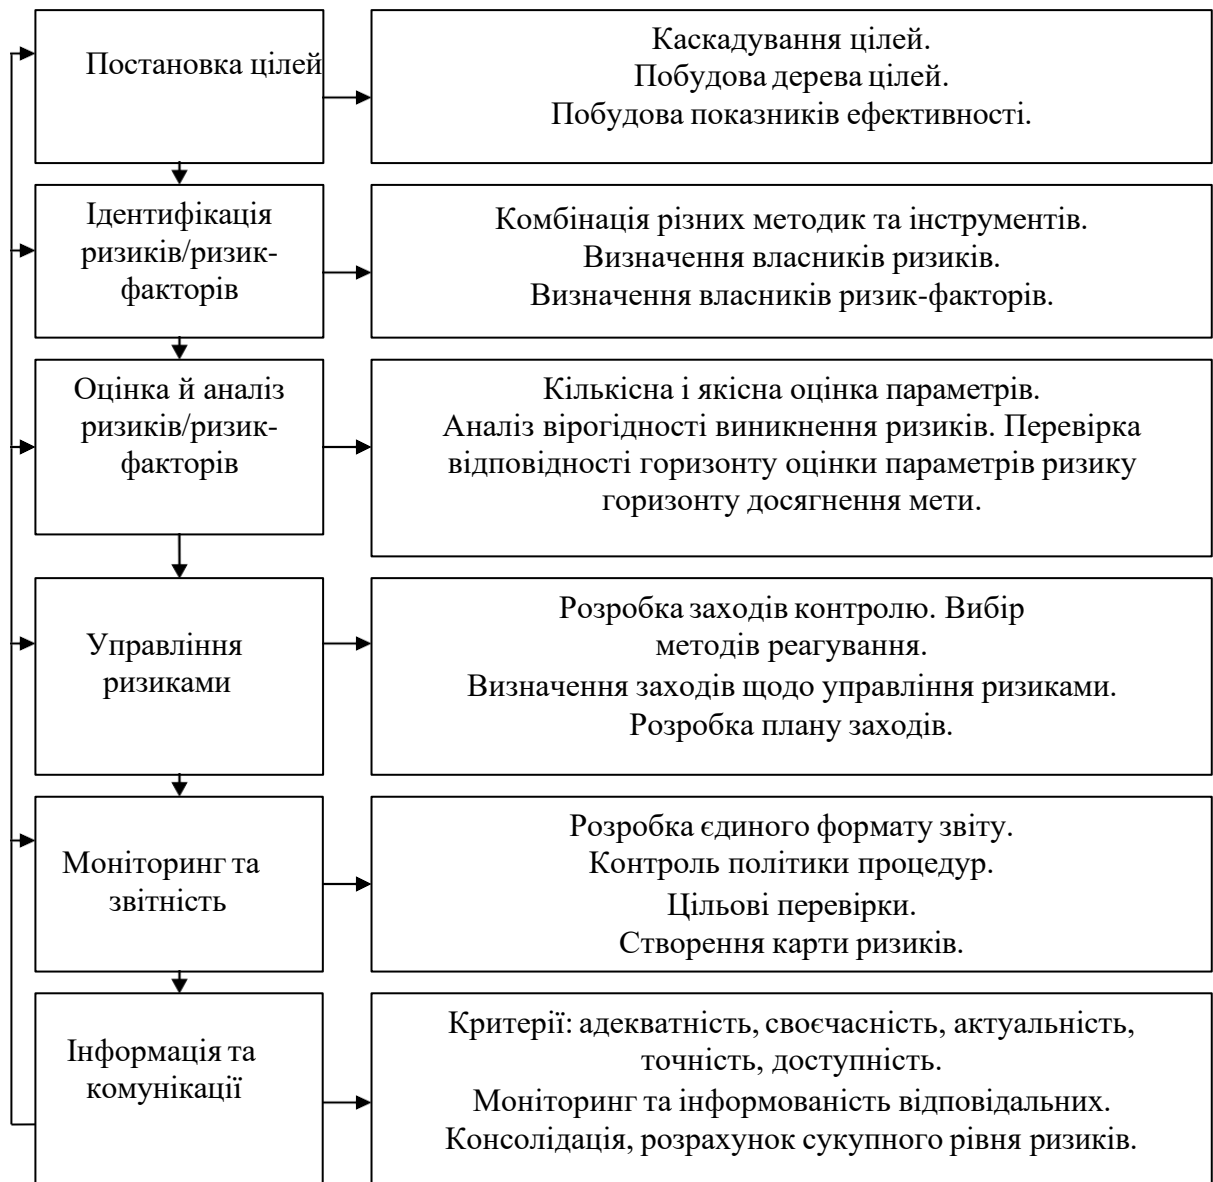 Постановка цілей
Каскадування цілей.
Побудова дерева цілей.
Побудова показників ефективності.
Ідентифікація
ризиків/ризик-
факторів
Комбінація різних методик та інструментів.
Визначення власників ризиків.
Визначення власників ризик-факторів.
Оцінка й аналіз
ризиків/ризик-
факторів
Кількісна і якісна оцінка параметрів.
Аналіз вірогідності виникнення ризиків. Перевірка
відповідності горизонту оцінки параметрів ризику
горизонту досягнення мети.
Управління
ризиками
Розробка заходів контролю. Вибір
методів реагування.
Визначення заходів щодо управління ризиками.
Розробка плану заходів.
Моніторинг та
звітність
Розробка єдиного формату звіту.
Контроль політики процедур.
Цільові перевірки.
Створення карти ризиків.
Інформація та
комунікації
Критерії: адекватність, своєчасність, актуальність,
точність, доступність.
Моніторинг та інформованість відповідальних.
Консолідація, розрахунок сукупного рівня ризиків.